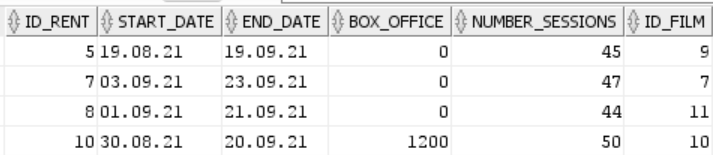 ID_RENT START_DATE END_DATE BOX_OFFICE NUMBER_SESSIONS ID_FILM
5 19.08.21 19.09.21 0 45 9
7 03.09.21 23.09.21 0 47 7
8 01.09.21 21.09.21 0 44 11
10 30.08.21 20.09.21 1200 50 10